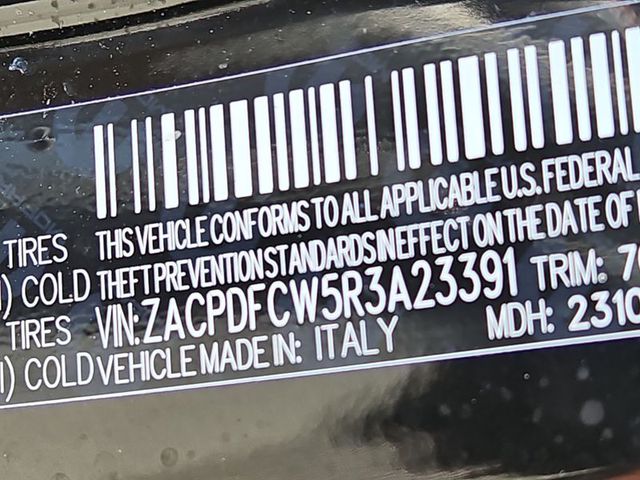 THIS VEHICLE CONFORMS TO ALL APPLICABLE U.S. FEDERAL
TIRES
THEFT PREVENTION STANDARDS IN EFFECT ON THE DATE OF
COLD
VIN: ZACPDFCW5R3A23391 TRIM:
TIRES
VEHICLE MADE IN: ITALY MDH: 2310
COLD